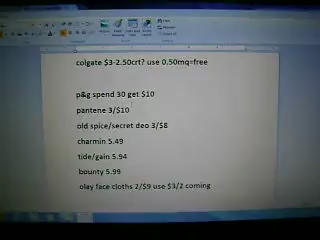 colgate $3-2.50crt? use 0.50mq=free
p&g spend 30 get $10
pantene 3/$10
old spice/secret deo 3/$8
charmin 5.49
tide/gain 5.94
bounty 5.99
olay face cloths 2/$9 use $3/2 coming